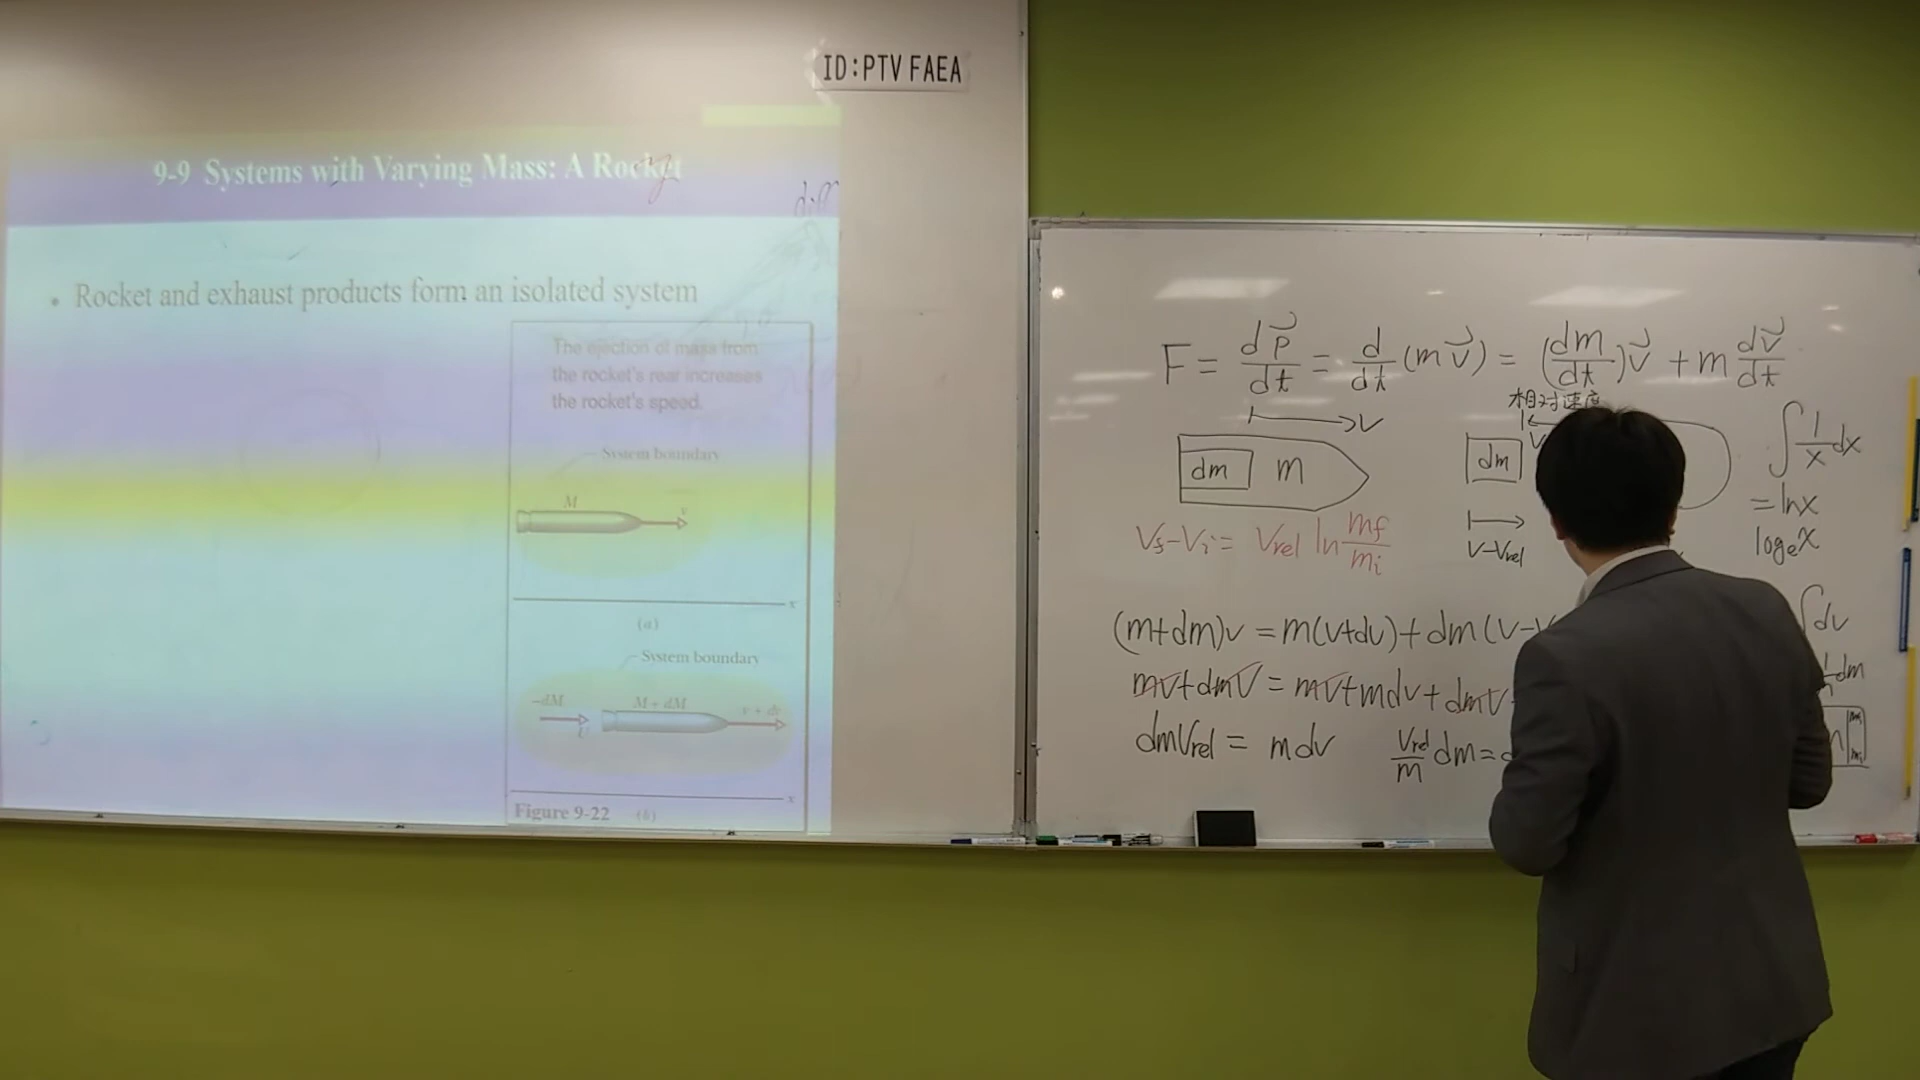 ID:PTV FAEA
9-9 Systems with Varying Mass: A Rocket
diff
• Rocket and exhaust products form an isolated system
The ejection of mass from
the rocket's rear increases
the rocket's speed.
System boundary
M
v
x
(a)
System boundary
-dM
M + dM
v + dv
U
x
Figure 9-22 (b)
F = dp⃗/dt = d/dt (m v⃗) = (dm/dt) v⃗ + m dv⃗/dt
相对速度
v
dm m
dm
v
v-vrel
∫ 1/x dx
= lnx
logex
Vf-Vi = Vrel ln mf/mi
(m+dm)v = m(v+dv)+dm(v-
mv+dmv = mv+mdv+dmv
dmVrel = mdv
Vrel/m dm =
∫dv
dm